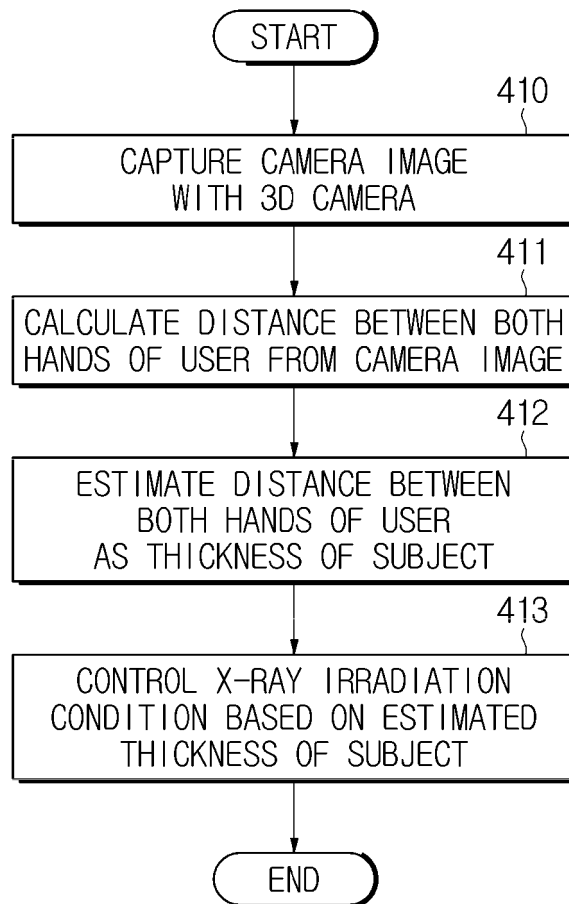 START
410
CAPTURE CAMERA IMAGE
WITH 3D CAMERA
411
CALCULATE DISTANCE BETWEEN BOTH
HANDS OF USER FROM CAMERA IMAGE
412
ESTIMATE DISTANCE BETWEEN
BOTH HANDS OF USER
AS THICKNESS OF SUBJECT
413
CONTROL X-RAY IRRADIATION
CONDITION BASED ON ESTIMATED
THICKNESS OF SUBJECT
END